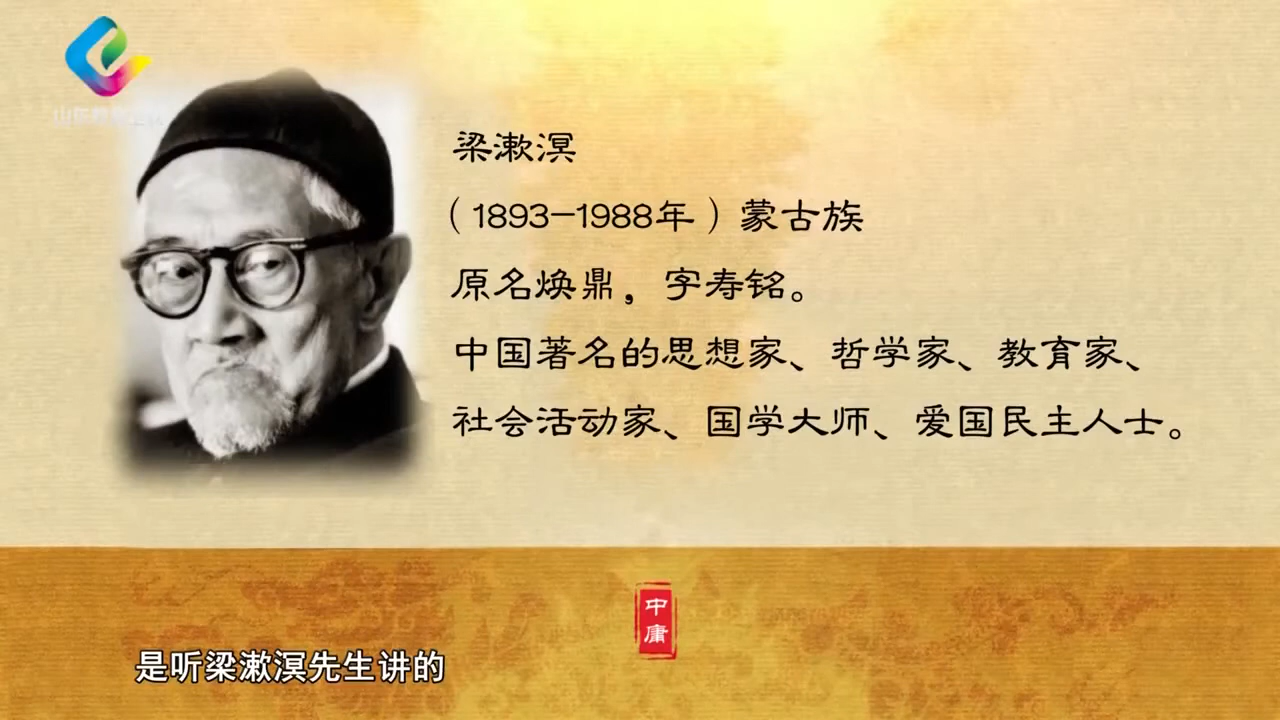 梁漱溟
（1893-1988年）蒙古族
原名焕鼎，字寿铭。
中国著名的思想家、哲学家、教育家、
社会活动家、国学大师、爱国民主人士。
中庸
是听梁漱溟先生讲的